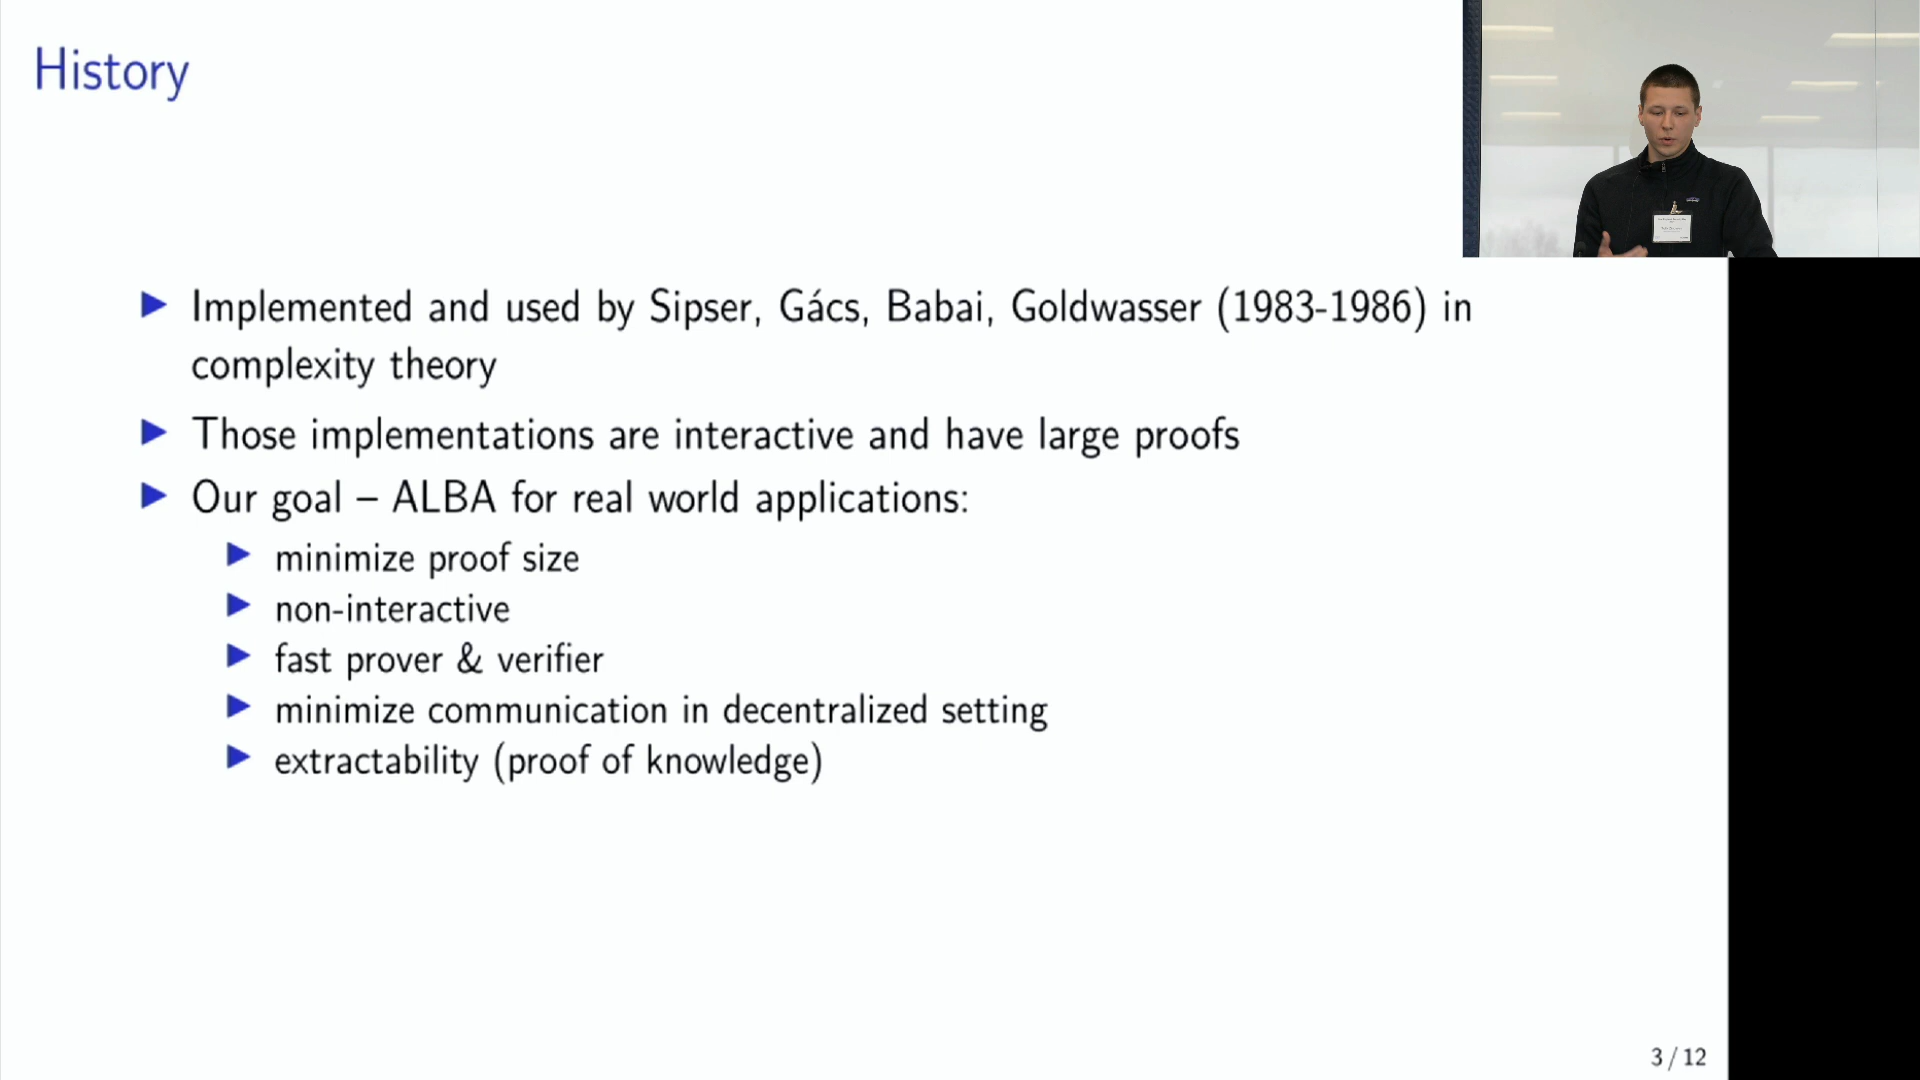 History
Implemented and used by Sipser, Gács, Babai, Goldwasser (1983-1986) in
complexity theory
Those implementations are interactive and have large proofs
Our goal – ALBA for real world applications:
minimize proof size
non-interactive
fast prover & verifier
minimize communication in decentralized setting
extractability (proof of knowledge)
3 / 12